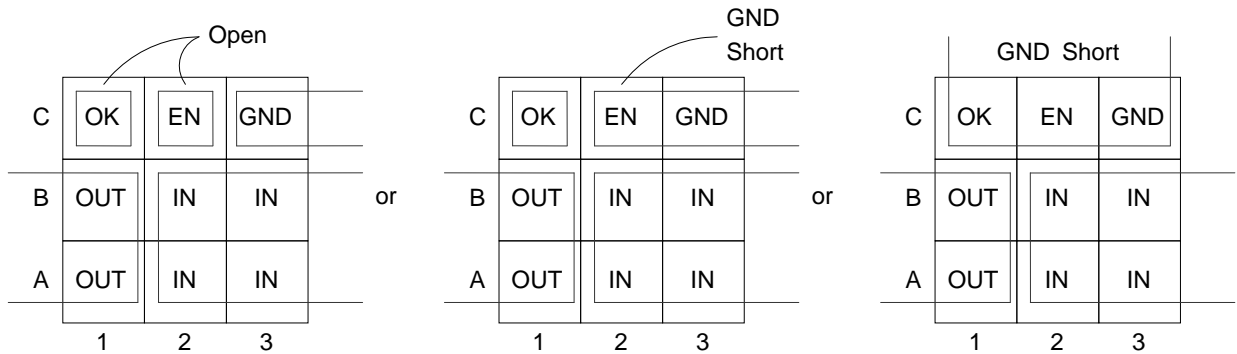 Open
C OK EN GND
B OUT IN IN
A OUT IN IN
1 2 3
or
GND
Short
C OK EN GND
B OUT IN IN
A OUT IN IN
1 2 3
or
GND Short
C OK EN GND
B OUT IN IN
A OUT IN IN
1 2 3